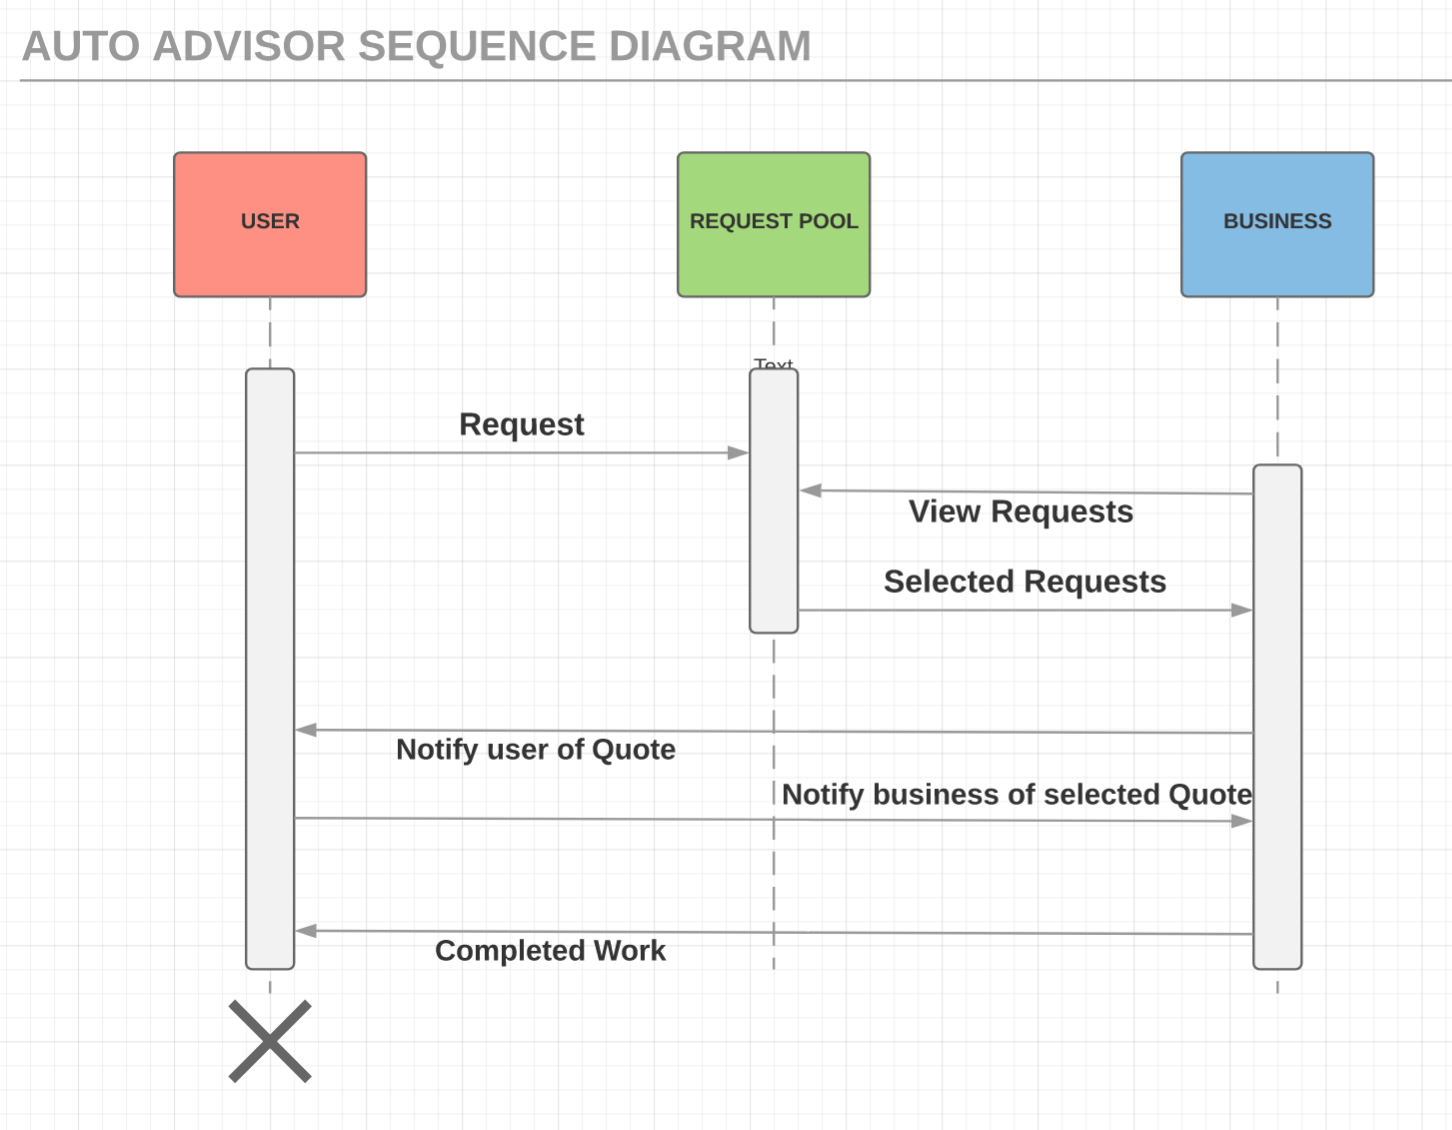 AUTO ADVISOR SEQUENCE DIAGRAM
USER
REQUEST POOL
BUSINESS
Text
Request
View Requests
Selected Requests
Notify user of Quote
Notify business of selected Quote
Completed Work